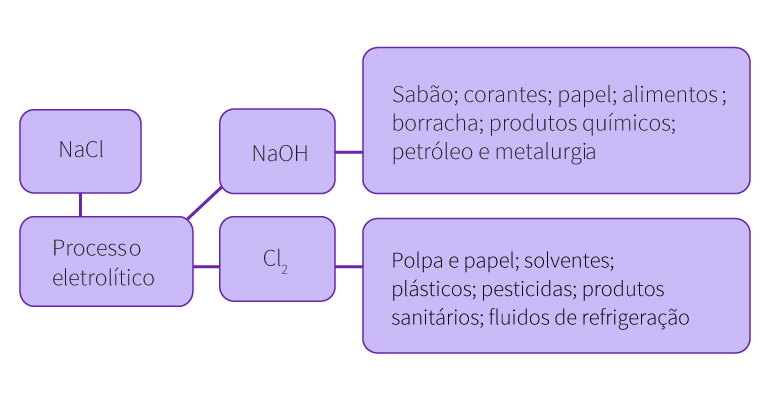 NaCl
Processo
eletrolítico
NaOH
Cl₂
Sabão; corantes; papel; alimentos;
borracha; produtos químicos;
petróleo e metalurgia
Polpa e papel; solventes;
plásticos; pesticidas; produtos
sanitários; fluidos de refrigeração